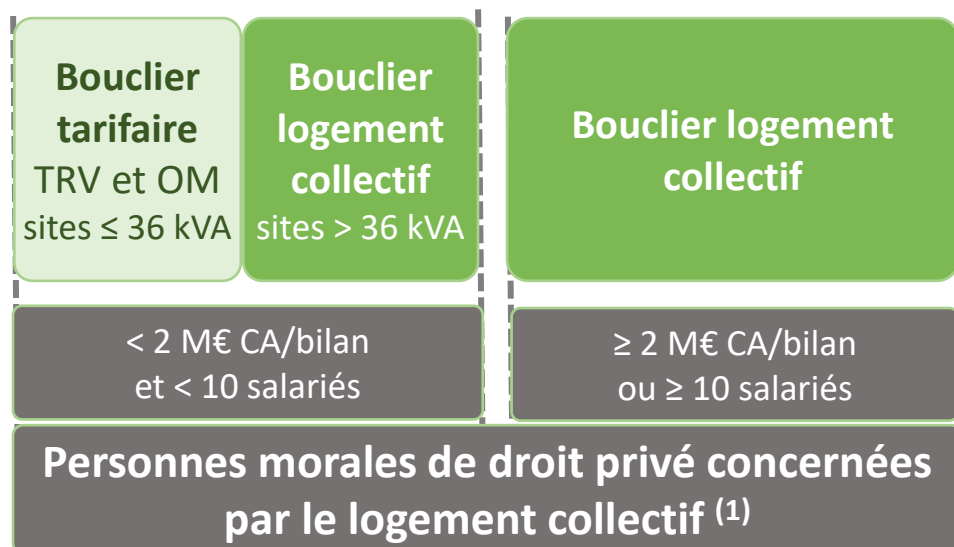 Bouclier
tarifaire
TRV et OM
sites ≤ 36 kVA
Bouclier
logement
collectif
sites > 36 kVA
Bouclier logement
collectif
< 2 M€ CA/bilan
et < 10 salariés
≥ 2 M€ CA/bilan
ou ≥ 10 salariés
Personnes morales de droit privé concernées
par le logement collectif (1)